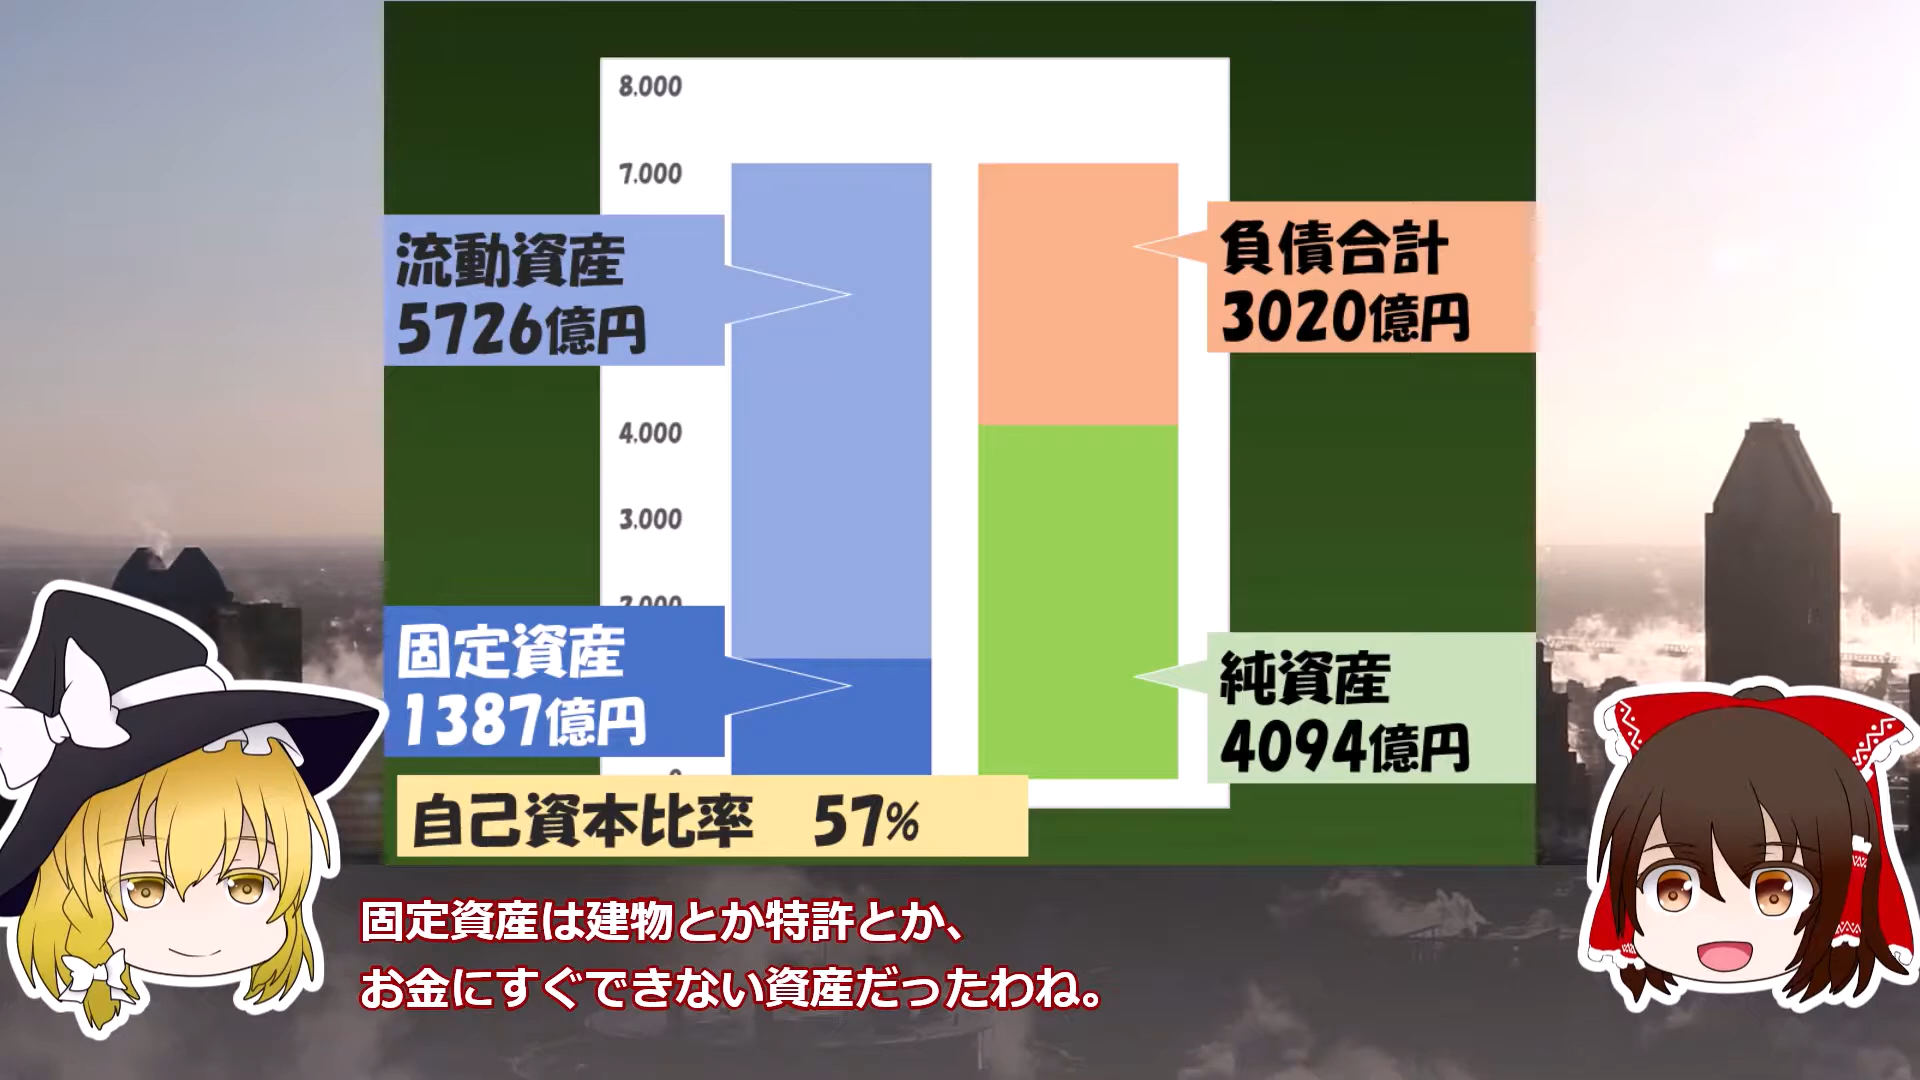 8,000
7,000
流動資産
5726億円
負債合計
3020億円
4,000
3,000
2,000
固定資産
1387億円
純資産
4094億円
自己資本比率 57%
固定資産は建物とか特許とか、
お金にすぐできない資産だったわね。